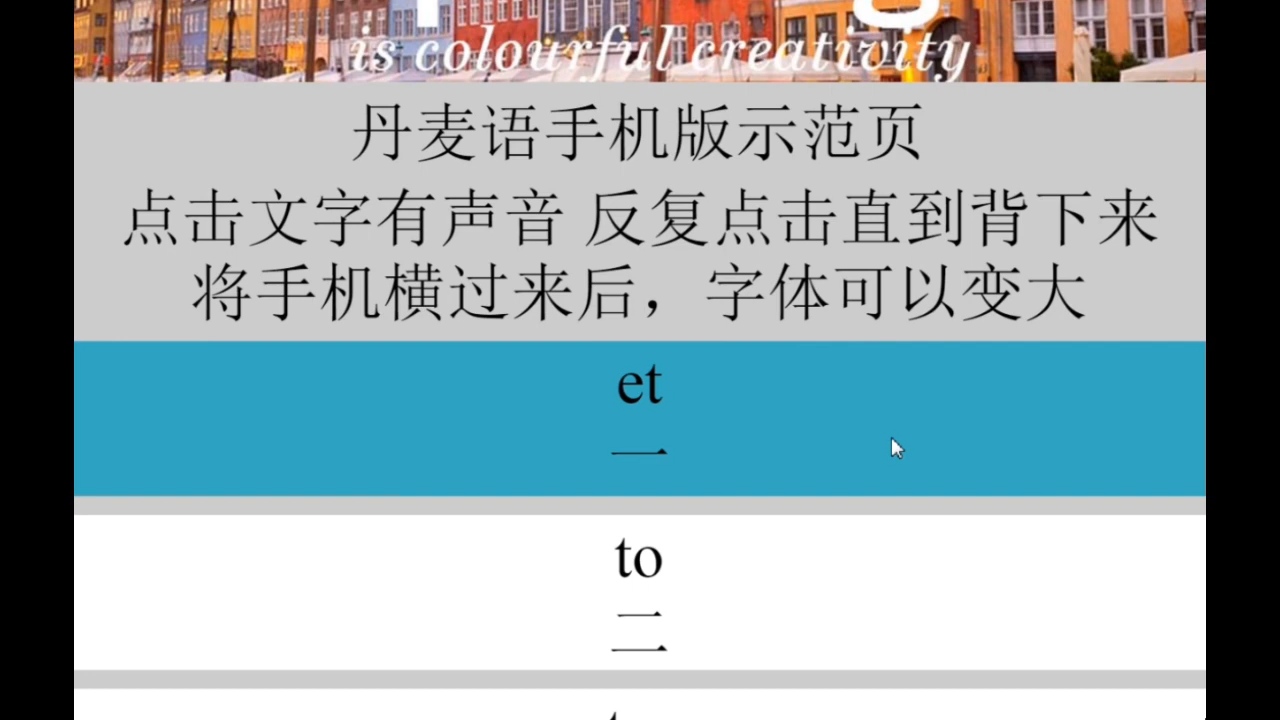 is colourful creativity
丹麦语手机版示范页
点击文字有声音 反复点击直到背下来
将手机横过来后，字体可以变大
et
一
to
二